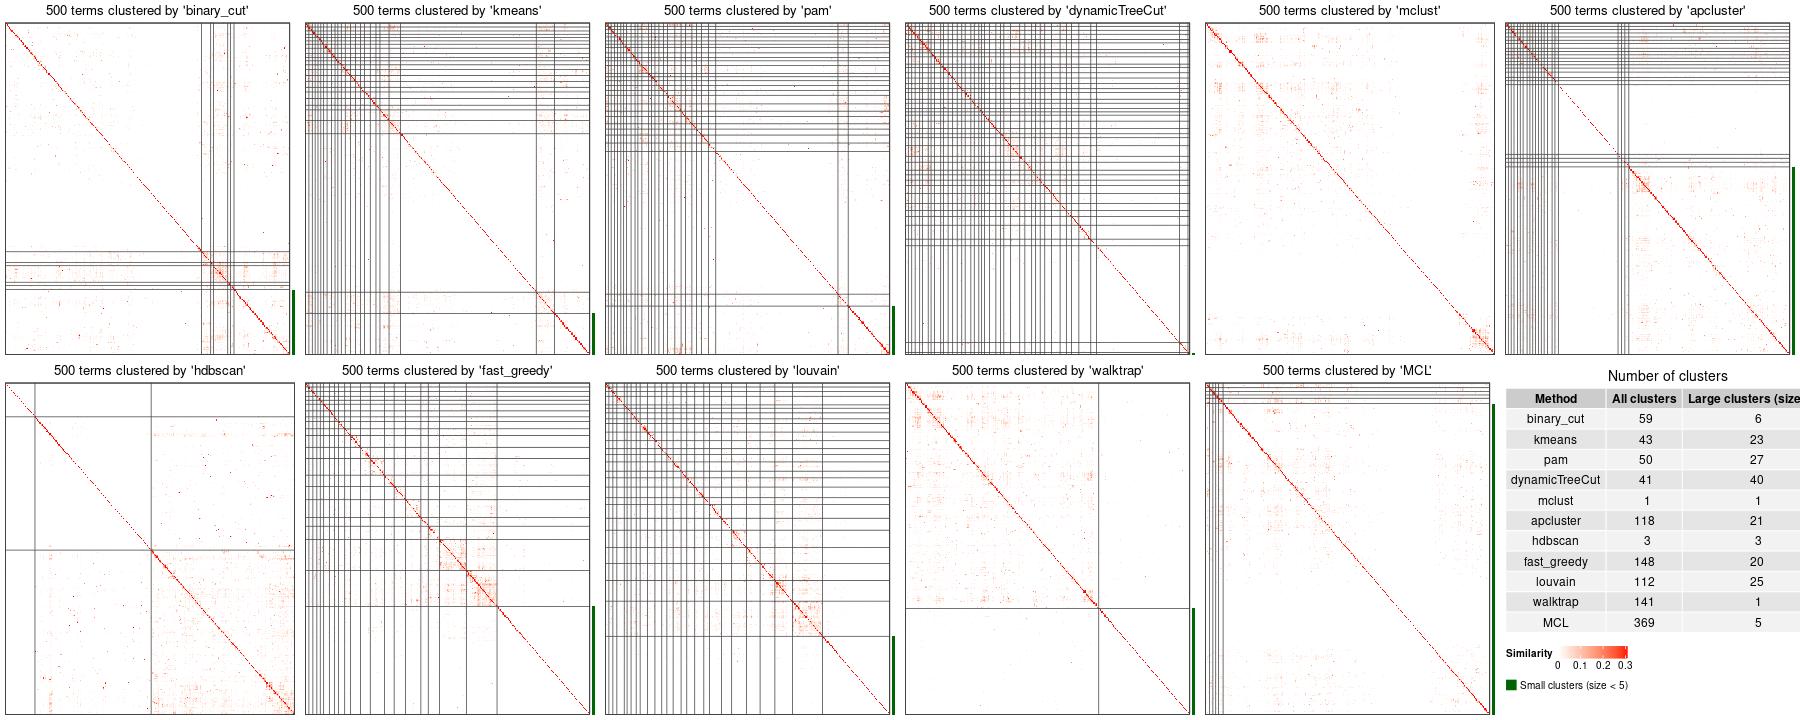 500 terms clustered by 'binary_cut'
500 terms clustered by 'kmeans'
500 terms clustered by 'pam'
500 terms clustered by 'dynamicTreeCut'
500 terms clustered by 'mclust'
500 terms clustered by 'apcluster'
500 terms clustered by 'hdbscan'
500 terms clustered by 'fast_greedy'
500 terms clustered by 'louvain'
500 terms clustered by 'walktrap'
500 terms clustered by 'MCL'
Number of clusters
Method All clusters Large clusters (size
binary_cut 59 6
kmeans 43 23
pam 50 27
dynamicTreeCut 41 40
mclust 1 1
apcluster 118 21
hdbscan 3 3
fast_greedy 148 20
louvain 112 25
walktrap 141 1
MCL 369 5
Similarity
0 0.1 0.2 0.3
Small clusters (size < 5)